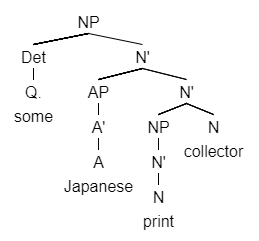 NP
Det N'
Q. AP N'
some A' NP N
A N' collector
Japanese N
print